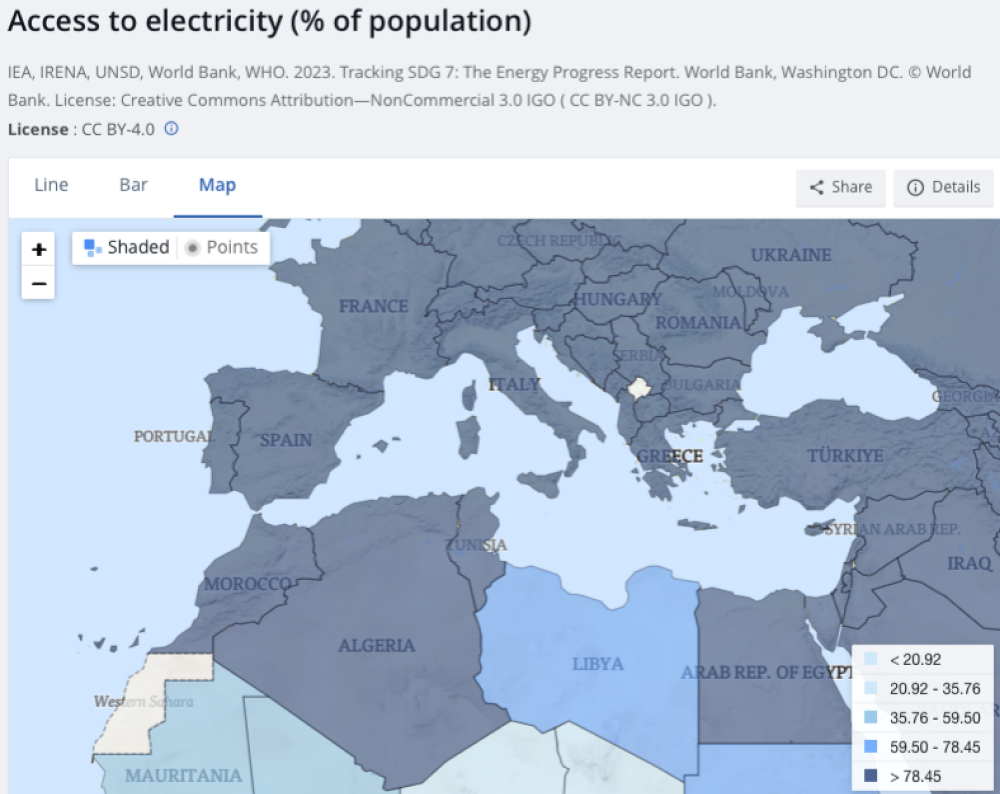 Access to electricity (% of population)
IEA, IRENA, UNSD, World Bank, WHO. 2023. Tracking SDG 7: The Energy Progress Report. World Bank, Washington DC. © World
Bank. License: Creative Commons Attribution—NonCommercial 3.0 IGO ( CC BY-NC 3.0 IGO ).
License : CC BY-4.0
Line Bar Map
Share Details
+ Shaded Points
−
CZECH REPUBLIC
UKRAINE
FRANCE
HUNGARY
MOLDOVA
ROMANIA
SERBIA
ITALY
BULGARIA
GEORGIA
PORTUGAL
SPAIN
GREECE
TÜRKIYE
SYRIAN ARAB REP.
TUNISIA
IRAQ
MOROCCO
ALGERIA
LIBYA
ARAB REP. OF EGYPT
Western Sahara
MAURITANIA
< 20.92
20.92 - 35.76
35.76 - 59.50
59.50 - 78.45
> 78.45